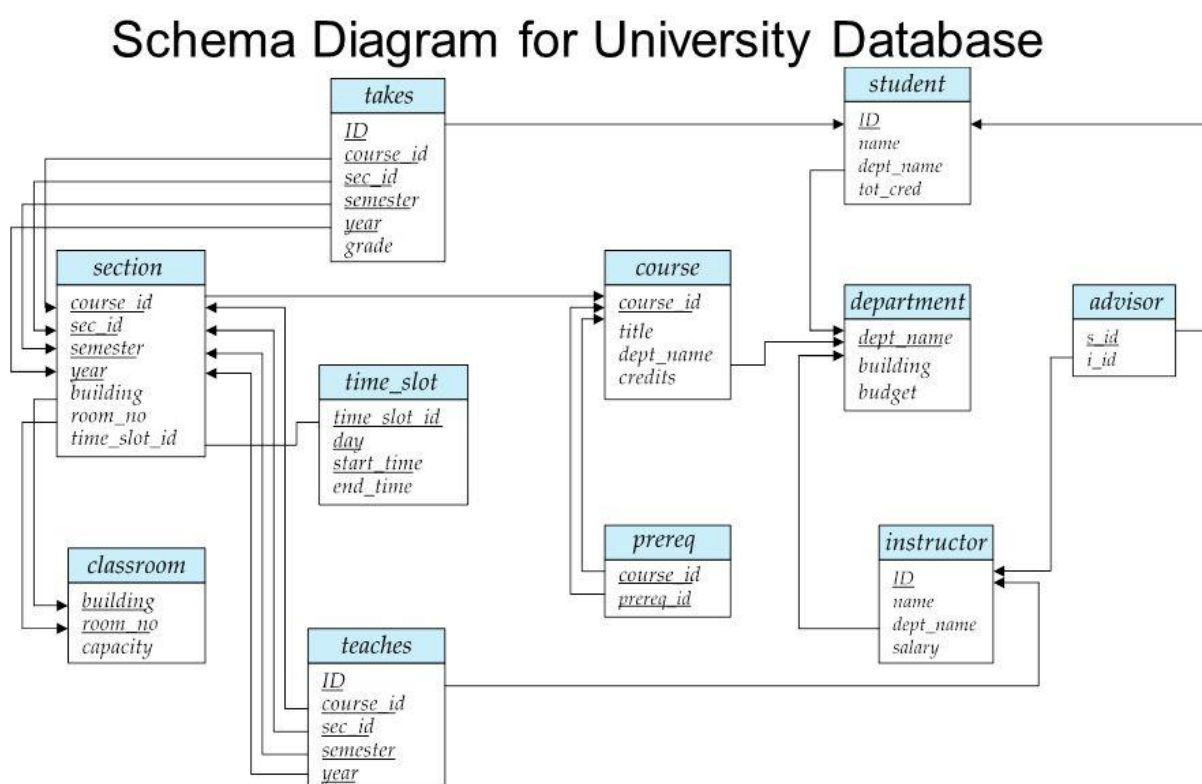 Schema Diagram for University Database
takes
ID
course_id
sec_id
semester
year
grade
student
ID
name
dept_name
tot_cred
section
course_id
sec_id
semester
year
building
room_no
time_slot_id
course
course_id
title
dept_name
credits
department
dept_name
building
budget
advisor
s_id
i_id
time_slot
time_slot_id
day
start_time
end_time
prereq
course_id
prereq_id
instructor
ID
name
dept_name
salary
classroom
building
room_no
capacity
teaches
ID
course_id
sec_id
semester
year